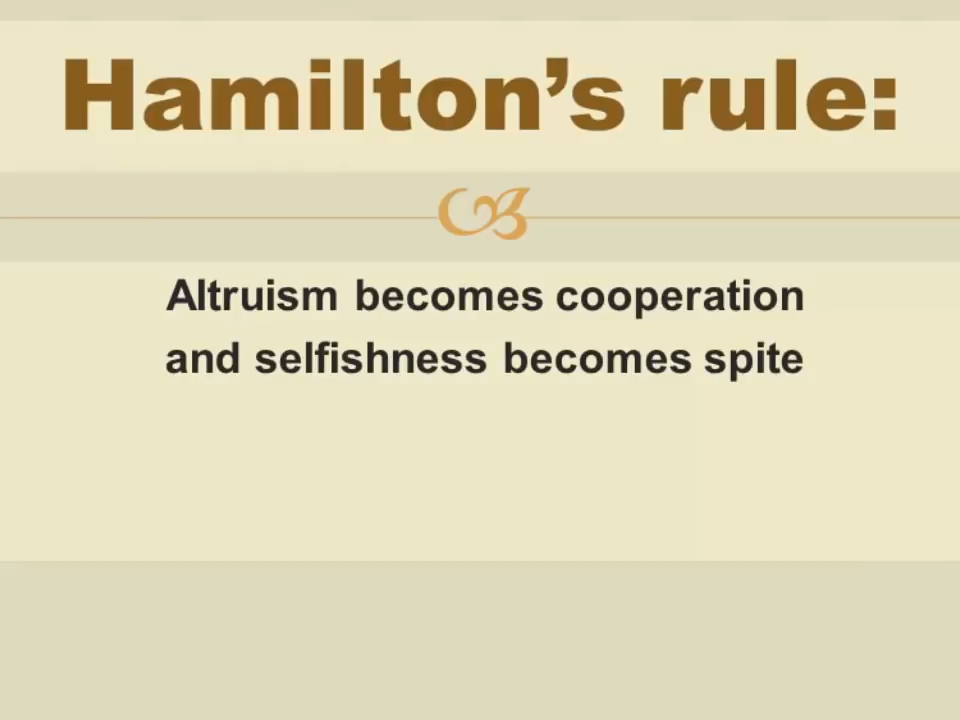 Hamilton’s rule:
Altruism becomes cooperation
and selfishness becomes spite